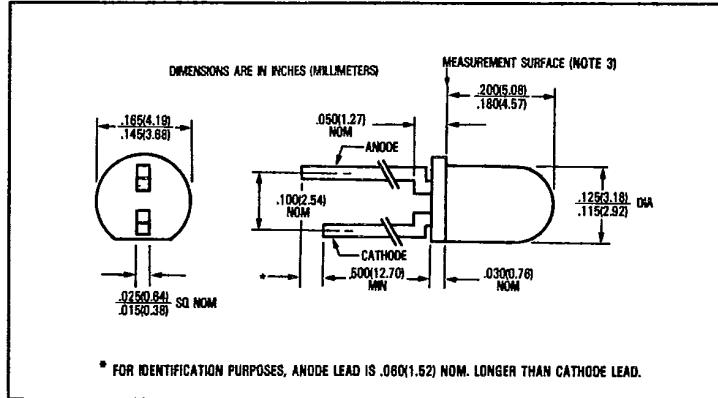 DIMENSIONS ARE IN INCHES (MILLIMETERS)
MEASUREMENT SURFACE (NOTE 3)
.200(5.08)
.180(4.57)
.165(4.19)
.145(3.68)
.050(1.27)
NOM
ANODE
.100(2.54)
NOM
.125(3.18)
.115(2.92)
DIA
CATHODE
*
.500(12.70)
MIN
.030(0.76)
NOM
.025(0.64)
.015(0.38)
SQ NOM
* FOR IDENTIFICATION PURPOSES, ANODE LEAD IS .060(1.52) NOM. LONGER THAN CATHODE LEAD.